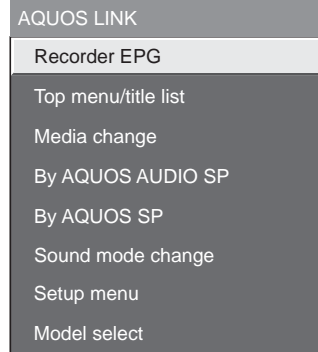 AQUOS LINK
Recorder EPG
Top menu/title list
Media change
By AQUOS AUDIO SP
By AQUOS SP
Sound mode change
Setup menu
Model select